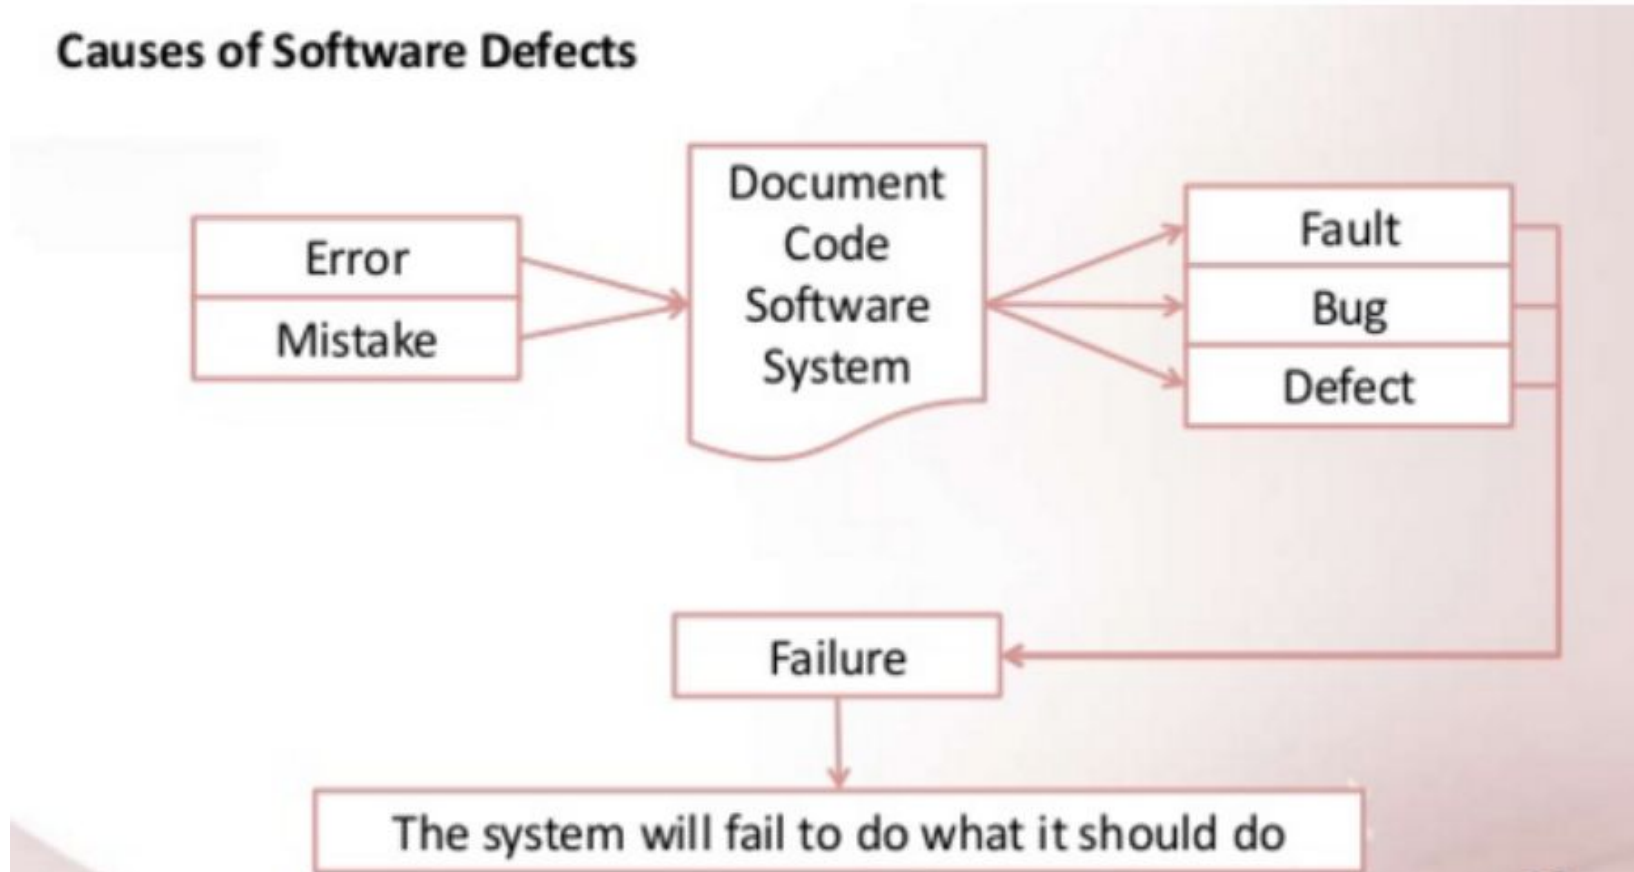 Causes of Software Defects
Error
Mistake
Document
Code
Software
System
Fault
Bug
Defect
Failure
The system will fail to do what it should do